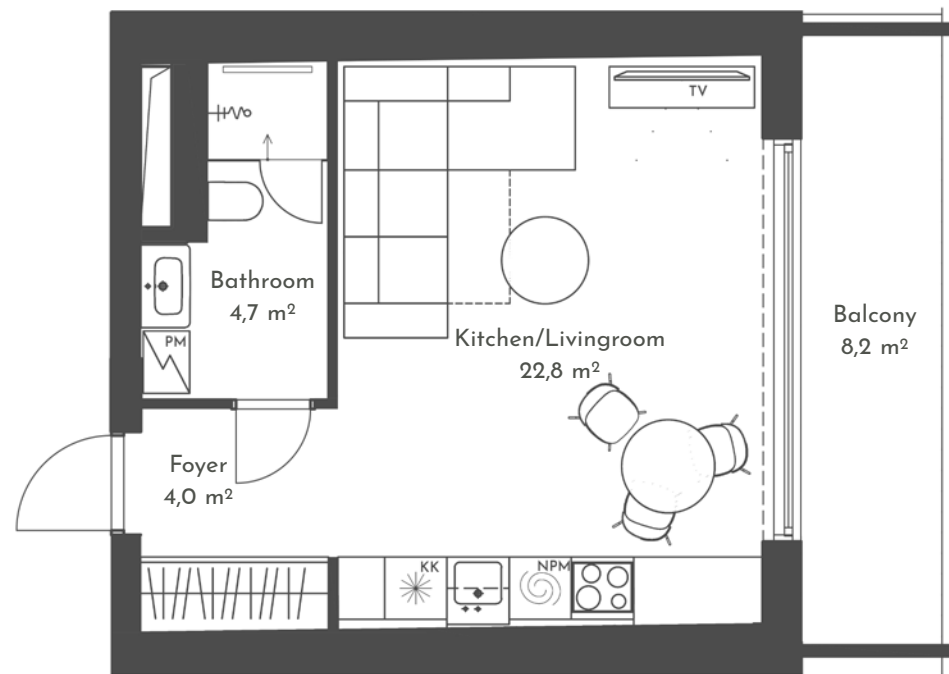 TV
Bathroom
4,7 m²
PM
Kitchen/Livingroom
22,8 m²
Balcony
8,2 m²
Foyer
4,0 m²
KK
NPM